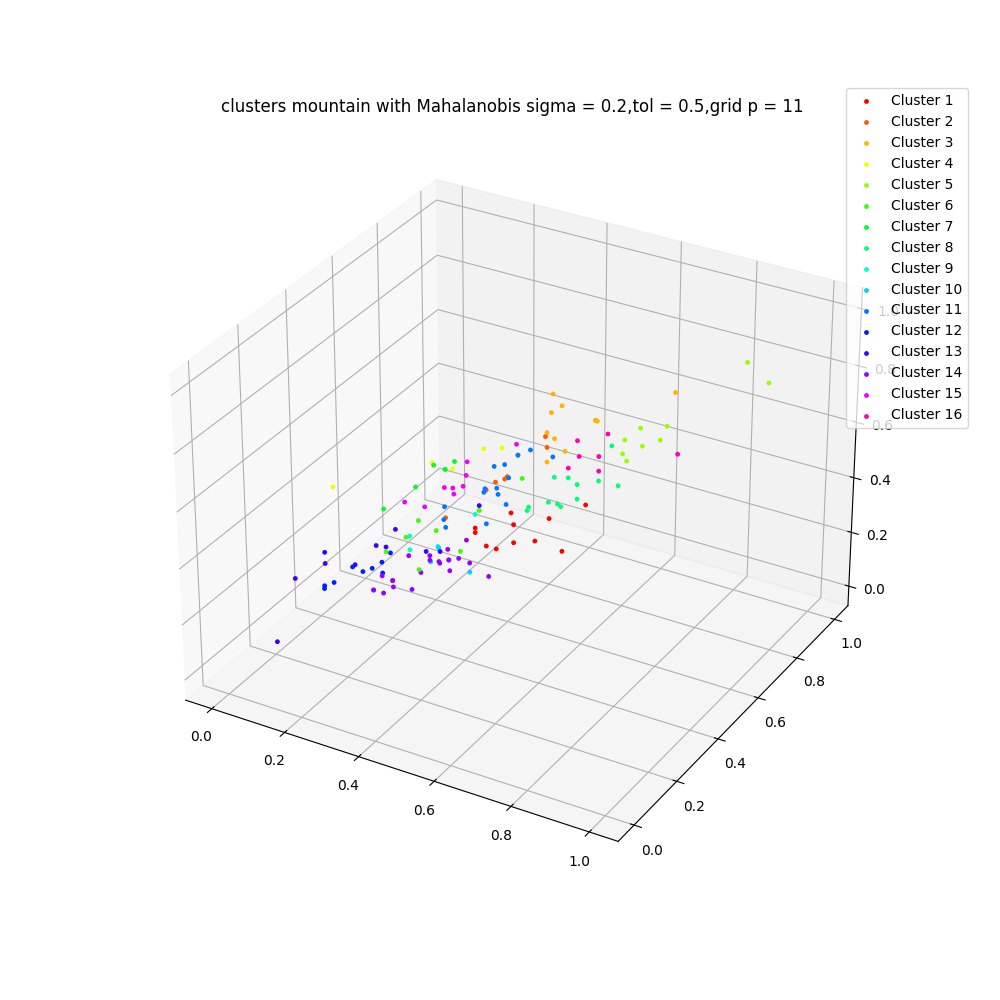 clusters mountain with Mahalanobis sigma = 0.2,tol = 0.5,grid p = 11
Cluster 1
Cluster 2
Cluster 3
Cluster 4
Cluster 5
Cluster 6
Cluster 7
Cluster 8
Cluster 9
Cluster 10
Cluster 11
Cluster 12
Cluster 13
Cluster 14
Cluster 15
Cluster 16
1.0
0.8
0.6
0.4
0.2
0.0
0.0
0.2
0.4
0.6
0.8
1.0
0.0
0.2
0.4
0.6
0.8
1.0